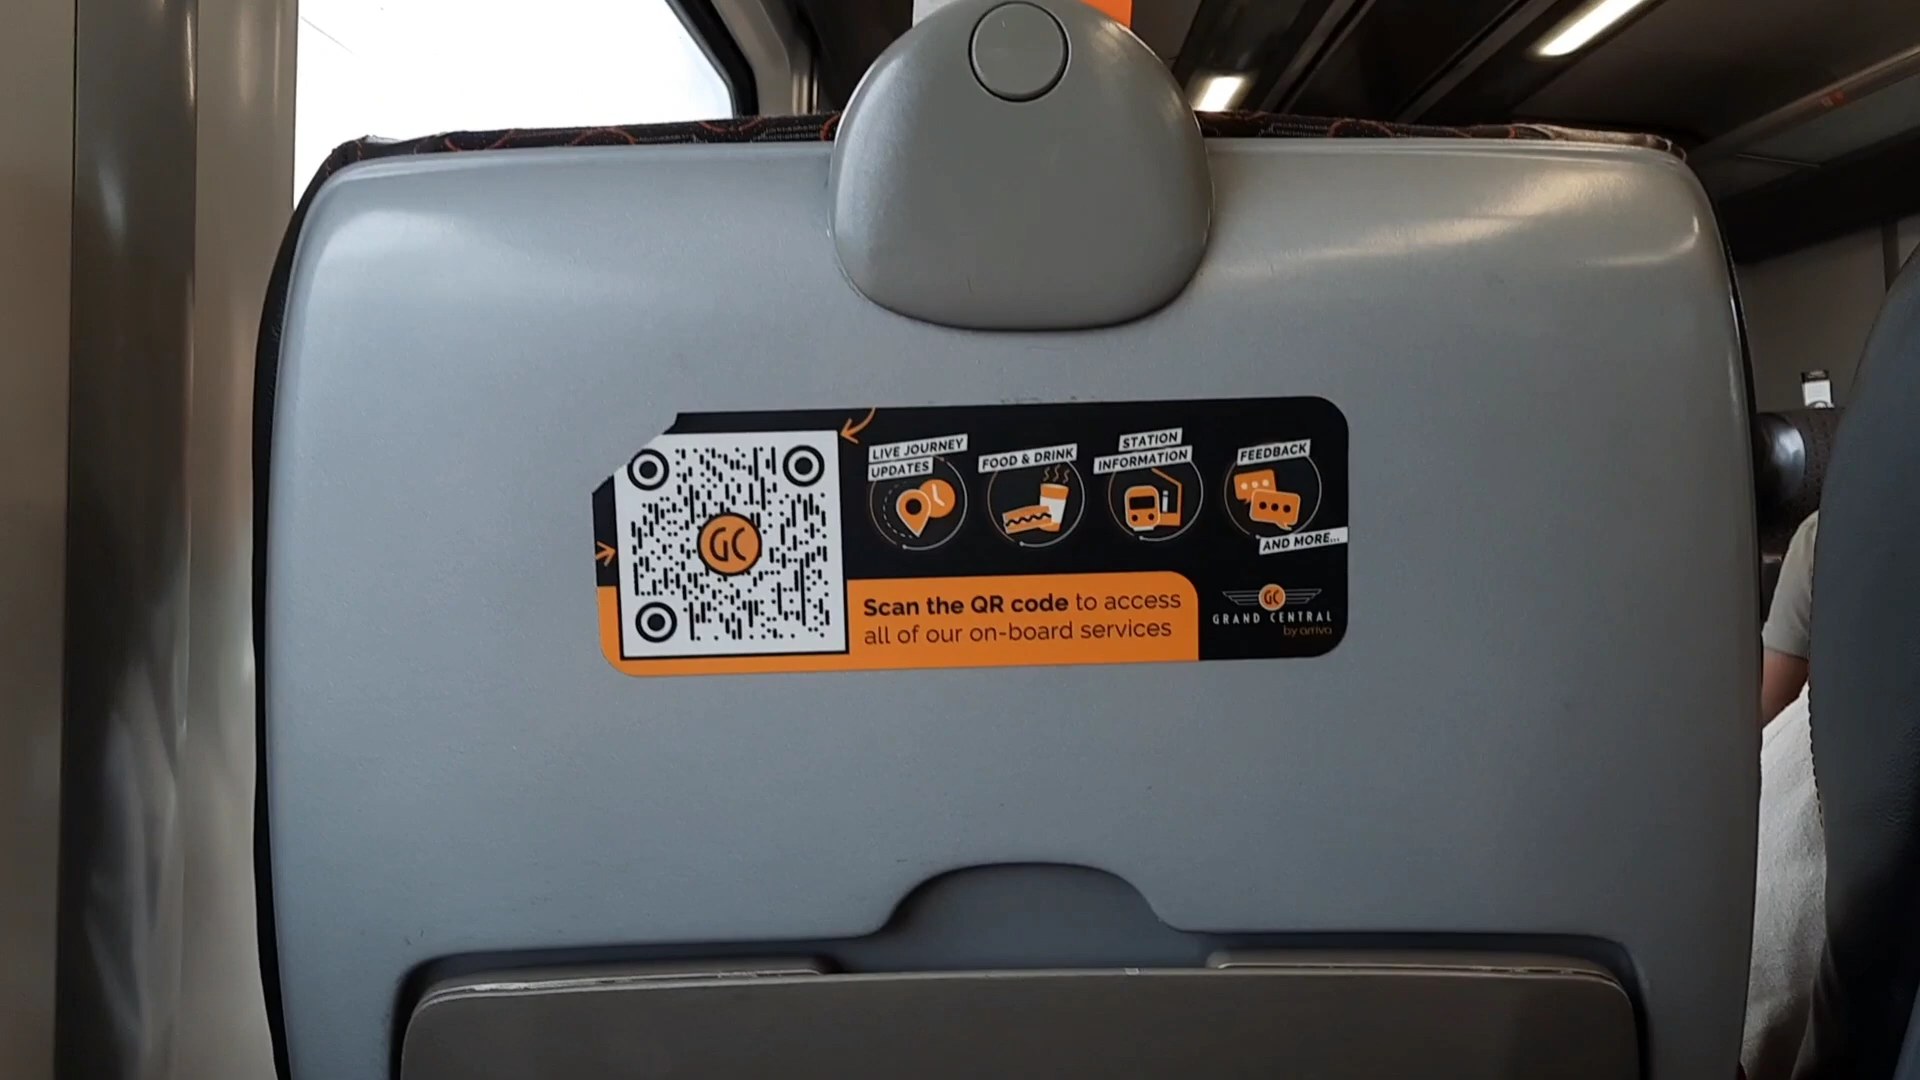 LIVE JOURNEY
UPDATES
FOOD & DRINK
STATION
INFORMATION
FEEDBACK
AND MORE...
GC
Scan the QR code to access
all of our on-board services
GC
GRAND CENTRAL
by arriva